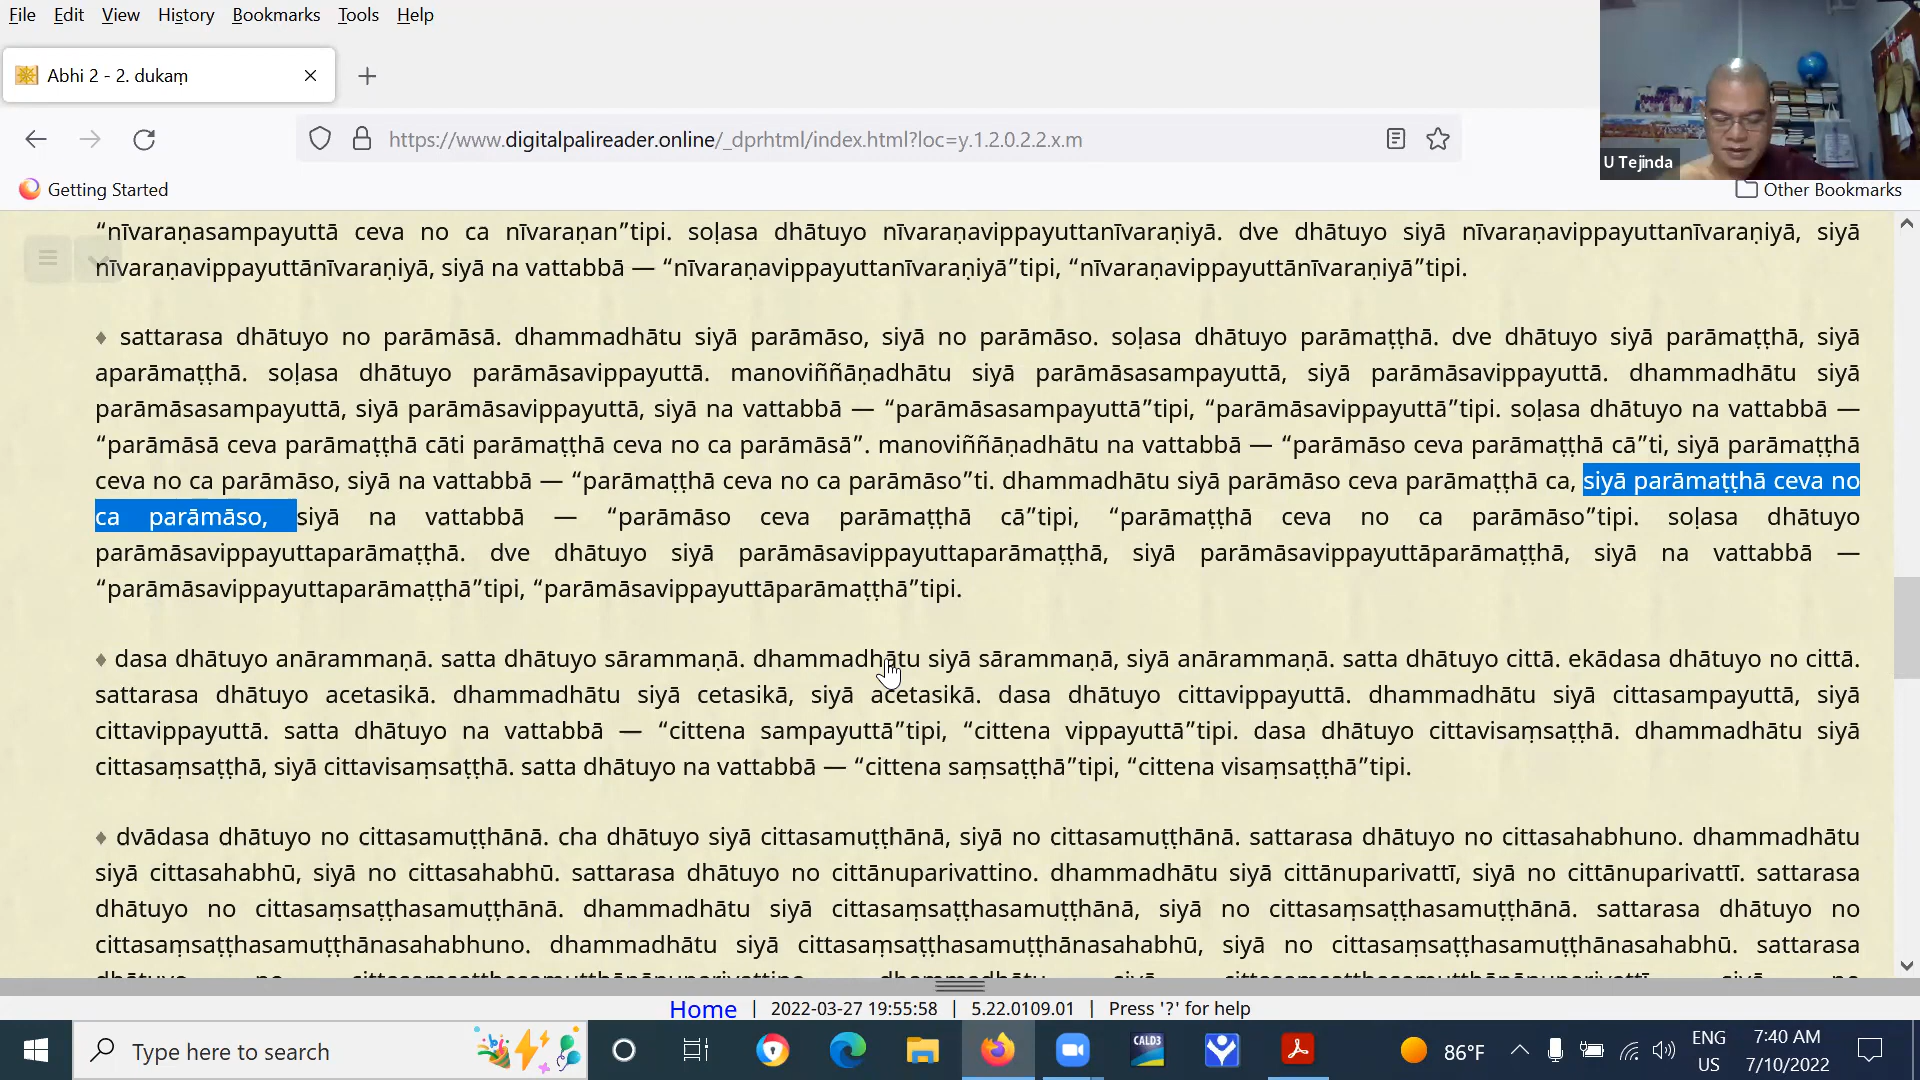 File Edit View History Bookmarks Tools Help
Abhi 2 - 2. dukaṃ
https://www.digitalpalireader.online/_dprhtml/index.html?loc=y.1.2.0.2.2.x.m
U Tejinda
Getting Started
Other Bookmarks
“nīvaraṇasampayuttā ceva no ca nīvaraṇan”tipi. soḷasa dhātuyo nīvaraṇavippayuttanīvaraṇiyā. dve dhātuyo siyā nīvaraṇavippayuttanīvaraṇiyā, siyā
nīvaraṇavippayuttānīvaraṇiyā, siyā na vattabbā — “nīvaraṇavippayuttanīvaraṇiyā”tipi, “nīvaraṇavippayuttānīvaraṇiyā”tipi.
♦ sattarasa dhātuyo no parāmāsā. dhammadhātu siyā parāmāso, siyā no parāmāso. soḷasa dhātuyo parāmaṭṭhā. dve dhātuyo siyā parāmaṭṭhā, siyā
aparāmaṭṭhā. soḷasa dhātuyo parāmāsavippayuttā. manoviññāṇadhātu siyā parāmāsasampayuttā, siyā parāmāsavippayuttā. dhammadhātu siyā
parāmāsasampayuttā, siyā parāmāsavippayuttā, siyā na vattabbā — “parāmāsasampayuttā”tipi, “parāmāsavippayuttā”tipi. soḷasa dhātuyo na vattabbā —
“parāmāsā ceva parāmaṭṭhā cāti parāmaṭṭhā ceva no ca parāmāsā”. manoviññāṇadhātu na vattabbā — “parāmāso ceva parāmaṭṭhā cā”ti, siyā parāmaṭṭhā
ceva no ca parāmāso, siyā na vattabbā — “parāmaṭṭhā ceva no ca parāmāso”ti. dhammadhātu siyā parāmāso ceva parāmaṭṭhā ca, siyā parāmaṭṭhā ceva no
ca parāmāso, siyā na vattabbā — “parāmāso ceva parāmaṭṭhā cā”tipi, “parāmaṭṭhā ceva no ca parāmāso”tipi. soḷasa dhātuyo
parāmāsavippayuttaparāmaṭṭhā. dve dhātuyo siyā parāmāsavippayuttaparāmaṭṭhā, siyā parāmāsavippayuttāparāmaṭṭhā, siyā na vattabbā —
“parāmāsavippayuttaparāmaṭṭhā”tipi, “parāmāsavippayuttāparāmaṭṭhā”tipi.
♦ dasa dhātuyo anārammaṇā. satta dhātuyo sārammaṇā. dhammadhātu siyā sārammaṇā, siyā anārammaṇā. satta dhātuyo cittā. ekādasa dhātuyo no cittā.
sattarasa dhātuyo acetasikā. dhammadhātu siyā cetasikā, siyā acetasikā. dasa dhātuyo cittavippayuttā. dhammadhātu siyā cittasampayuttā, siyā
cittavippayuttā. satta dhātuyo na vattabbā — “cittena sampayuttā”tipi, “cittena vippayuttā”tipi. dasa dhātuyo cittavisaṃsaṭṭhā. dhammadhātu siyā
cittasaṃsaṭṭhā, siyā cittavisaṃsaṭṭhā. satta dhātuyo na vattabbā — “cittena saṃsaṭṭhā”tipi, “cittena visaṃsaṭṭhā”tipi.
♦ dvādasa dhātuyo no cittasamuṭṭhānā. cha dhātuyo siyā cittasamuṭṭhānā, siyā no cittasamuṭṭhānā. sattarasa dhātuyo no cittasahabhuno. dhammadhātu
siyā cittasahabhū, siyā no cittasahabhū. sattarasa dhātuyo no cittānuparivattino. dhammadhātu siyā cittānuparivattī, siyā no cittānuparivattī. sattarasa
dhātuyo no cittasaṃsaṭṭhasamuṭṭhānā. dhammadhātu siyā cittasaṃsaṭṭhasamuṭṭhānā, siyā no cittasaṃsaṭṭhasamuṭṭhānā. sattarasa dhātuyo no
cittasaṃsaṭṭhasamuṭṭhānasahabhuno. dhammadhātu siyā cittasaṃsaṭṭhasamuṭṭhānasahabhū, siyā no cittasaṃsaṭṭhasamuṭṭhānasahabhū. sattarasa
dhātuyo no cittasaṃsaṭṭhasamuṭṭhānānuparivattino. dhammadhātu siyā cittasaṃsaṭṭhasamuṭṭhānānuparivattī, siyā no
Home | 2022-03-27 19:55:58 | 5.22.0109.01 | Press '?' for help
Type here to search
CALD3
86°F
ENG
US
7:40 AM
7/10/2022